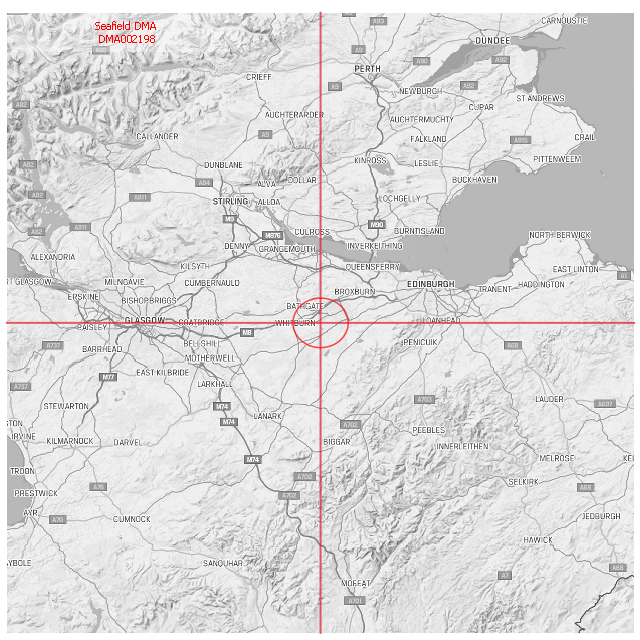 Seafield DMA
DMA002198
CARNOUSTIE
A93
DUNDEE
A9
A90
A92
PERTH
CRIEFF
A9
NEWBURGH
A92
A82
ST ANDREWS
CUPAR
AUCHTERARDER
AUCHTERMUCHTY
CALLANDER
A9
FALKLAND
A915
CRAIL
DUNBLANE
KINROSS
LESLIE
PITTENWEEM
A82
A84
ALVA
DOLLAR
BUCKHAVEN
A82
A811
STIRLING
ALLOA
LOCHGELLY
M9
M90
A811
A82
CULROSS
BURNTISLAND
NORTH BERWICK
M876
DENNY
GRANGEMOUTH
INVERKEITHING
ALEXANDRIA
KILSYTH
QUEENSFERRY
EAST LINTON
A1
RT GLASGOW
MILNGAVIE
CUMBERNAULD
EDINBURGH
HADDINGTON
TRANENT
ERSKINE
BISHOPBRIGGS
BROXBURN
BATHGATE
GLASGOW
COATBRIDGE
WHITBURN
LOANHEAD
PAISLEY
M8
A737
BELLSHILL
PENICUIK
A68
BARRHEAD
MOTHERWELL
EAST KILBRIDE
M77
A737
LARKHALL
STEWARTON
M74
A703
LAUDER
A697
LANARK
M74
A702
PEEBLES
IRVINE
KILMARNOCK
DARVEL
BIGGAR
INNERLEITHEN
M74
MELROSE
TROON
A702
SELKIRK
A76
A68
PRESTWICK
A702
AYR
A70
CUMNOCK
JEDBURGH
HAWICK
SANQUHAR
A68
A7
MOFFAT
A701